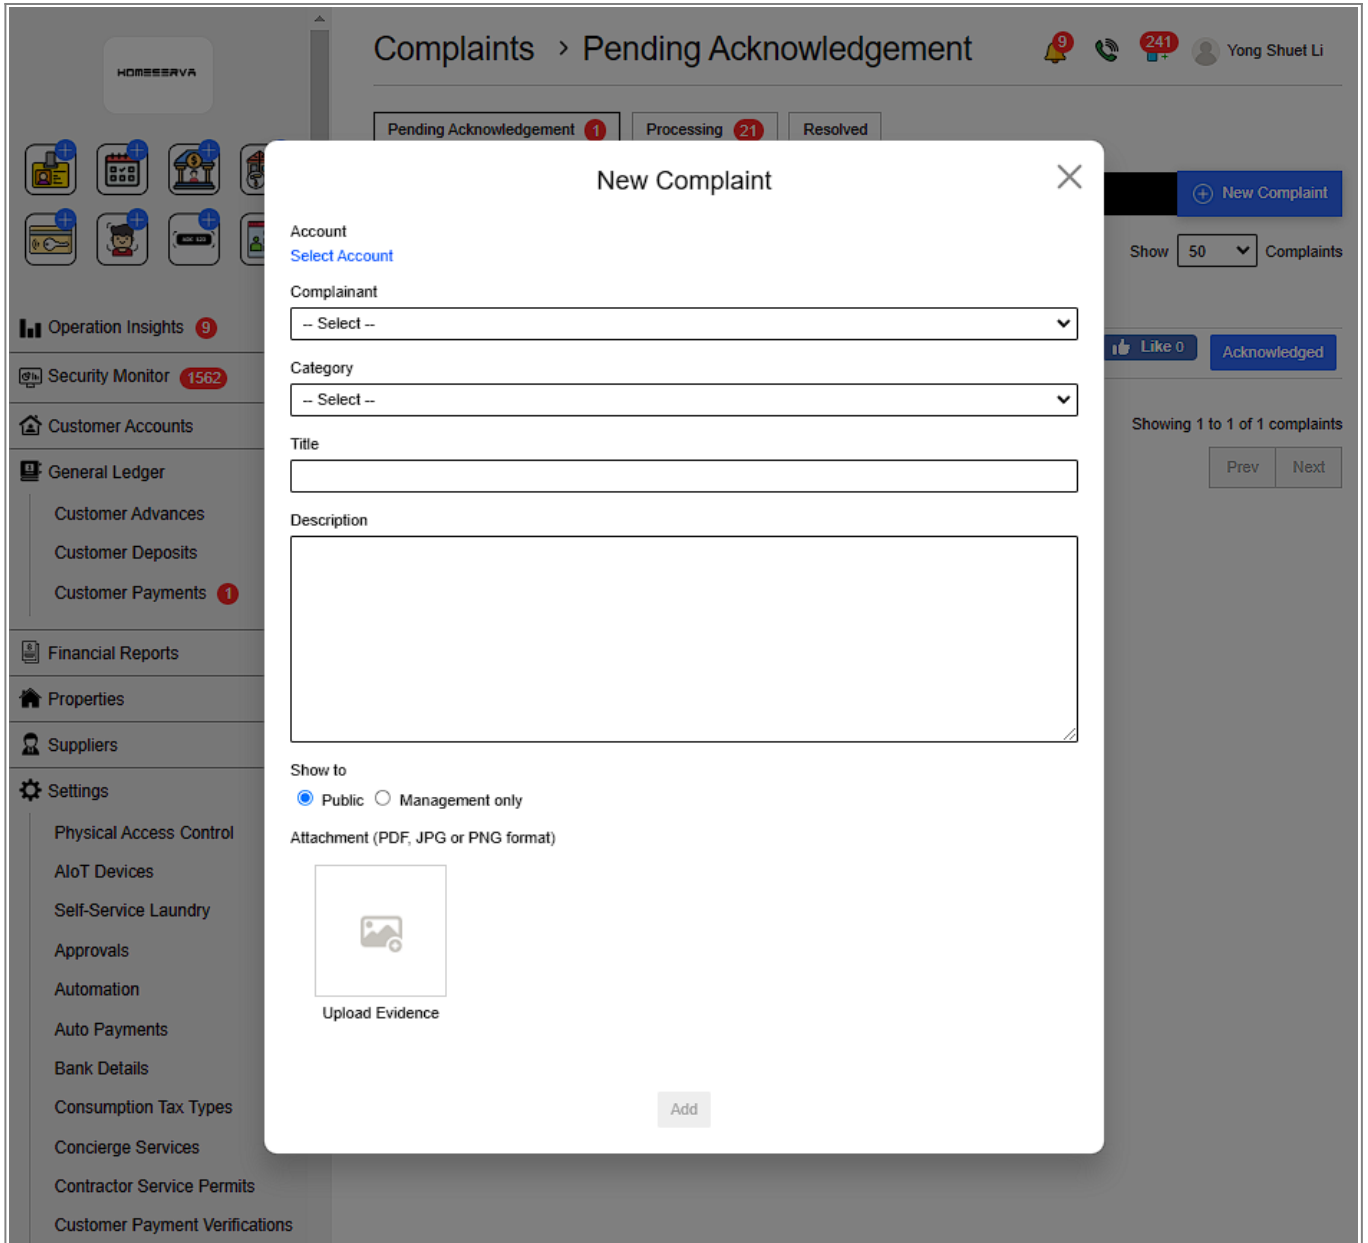 HOMESERVA
Complaints > Pending Acknowledgement
9
241
Yong Shuet Li
Pending Acknowledgement 1
Processing 21
Resolved
New Complaint
Show 50 Complaints
Like 0
Acknowledged
Showing 1 to 1 of 1 complaints
Prev
Next
Operation Insights 9
Security Monitor 1562
Customer Accounts
General Ledger
Customer Advances
Customer Deposits
Customer Payments 1
Financial Reports
Properties
Suppliers
Settings
Physical Access Control
AIoT Devices
Self-Service Laundry
Approvals
Automation
Auto Payments
Bank Details
Consumption Tax Types
Concierge Services
Contractor Service Permits
Customer Payment Verifications
New Complaint
Account
Select Account
Complainant
-- Select --
Category
-- Select --
Title
Description
Show to
Public
Management only
Attachment (PDF, JPG or PNG format)
Upload Evidence
Add